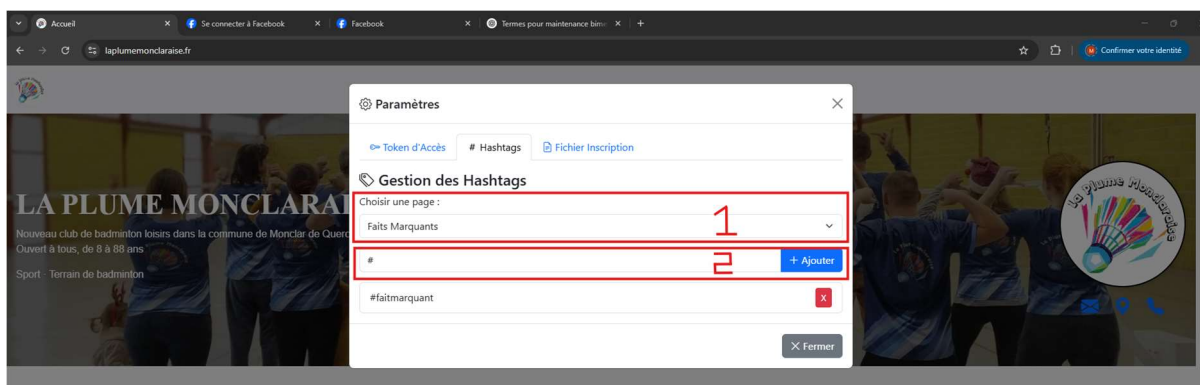 Accueil
Se connecter à Facebook
Facebook
Termes pour maintenance bim
laplumemonclaraise.fr
Confirmer votre identité
Paramètres
Token d'Accès
# Hashtags
Fichier Inscription
Gestion des Hashtags
Choisir une page :
Faits Marquants
1
#
2
+ Ajouter
#faitmarquant
X
Fermer
LA PLUME MONCLARAI
Nouveau club de badminton loisirs dans la commune de Monclar de Querc
Ouvert à tous, de 8 à 88 ans
Sport · Terrain de badminton
La Plume Monclaraise